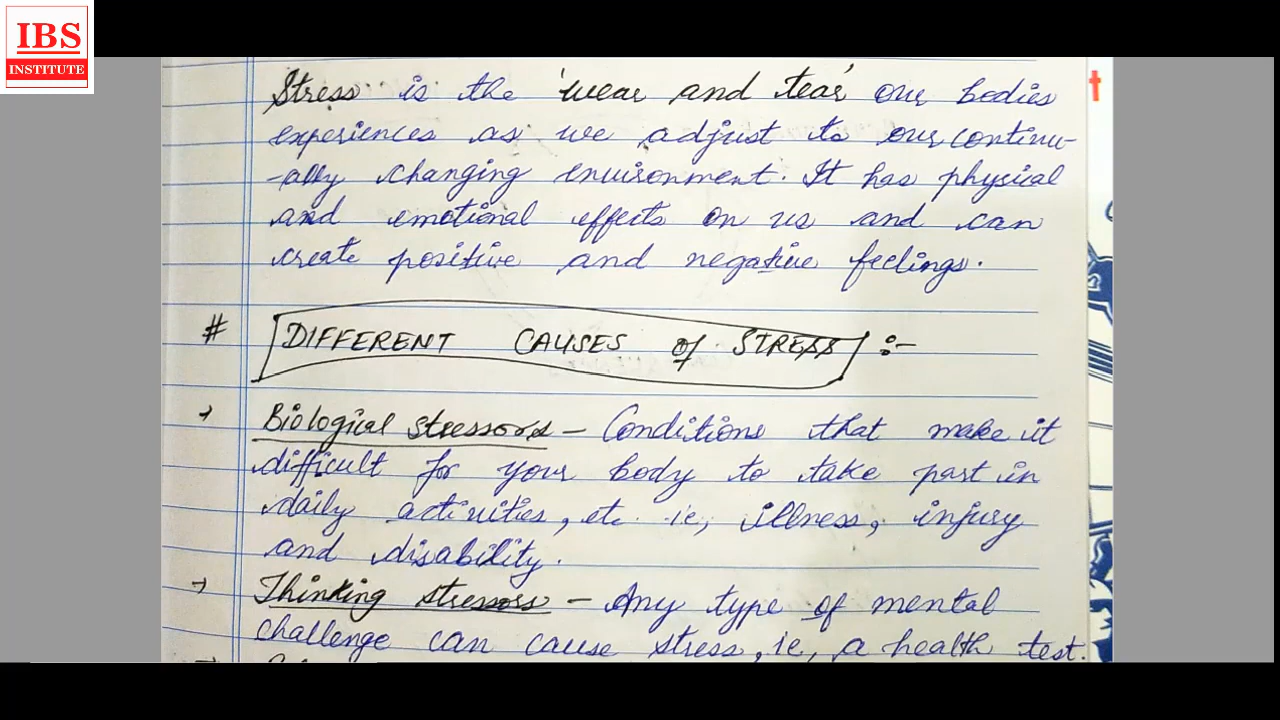 IBS
INSTITUTE
Stress is the 'wear and tear' our bodies
experiences as we adjust to our continu-
-ally changing environment. It has physical
and emotional effects on us and can
create positive and negative feelings.
# DIFFERENT CAUSES of STRESS :-
→ Biological stressors - Conditions that make it
difficult for your body to take part in
daily activities, etc. ie, illness, injury
and disability.
→ Thinking stressors - Any type of mental
challenge can cause stress, ie, a health test.